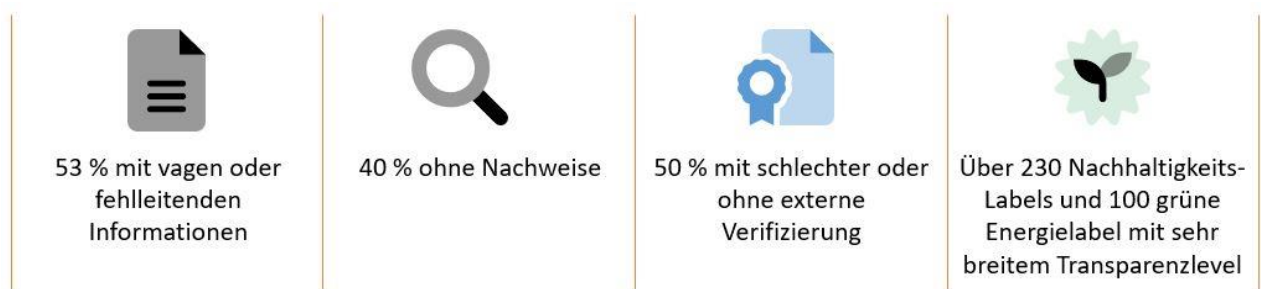 53 % mit vagen oder
fehlleitenden
Informationen
40 % ohne Nachweise
50 % mit schlechter oder
ohne externe
Verifizierung
Über 230 Nachhaltigkeits-
Labels und 100 grüne
Energielabel mit sehr
breitem Transparenzlevel